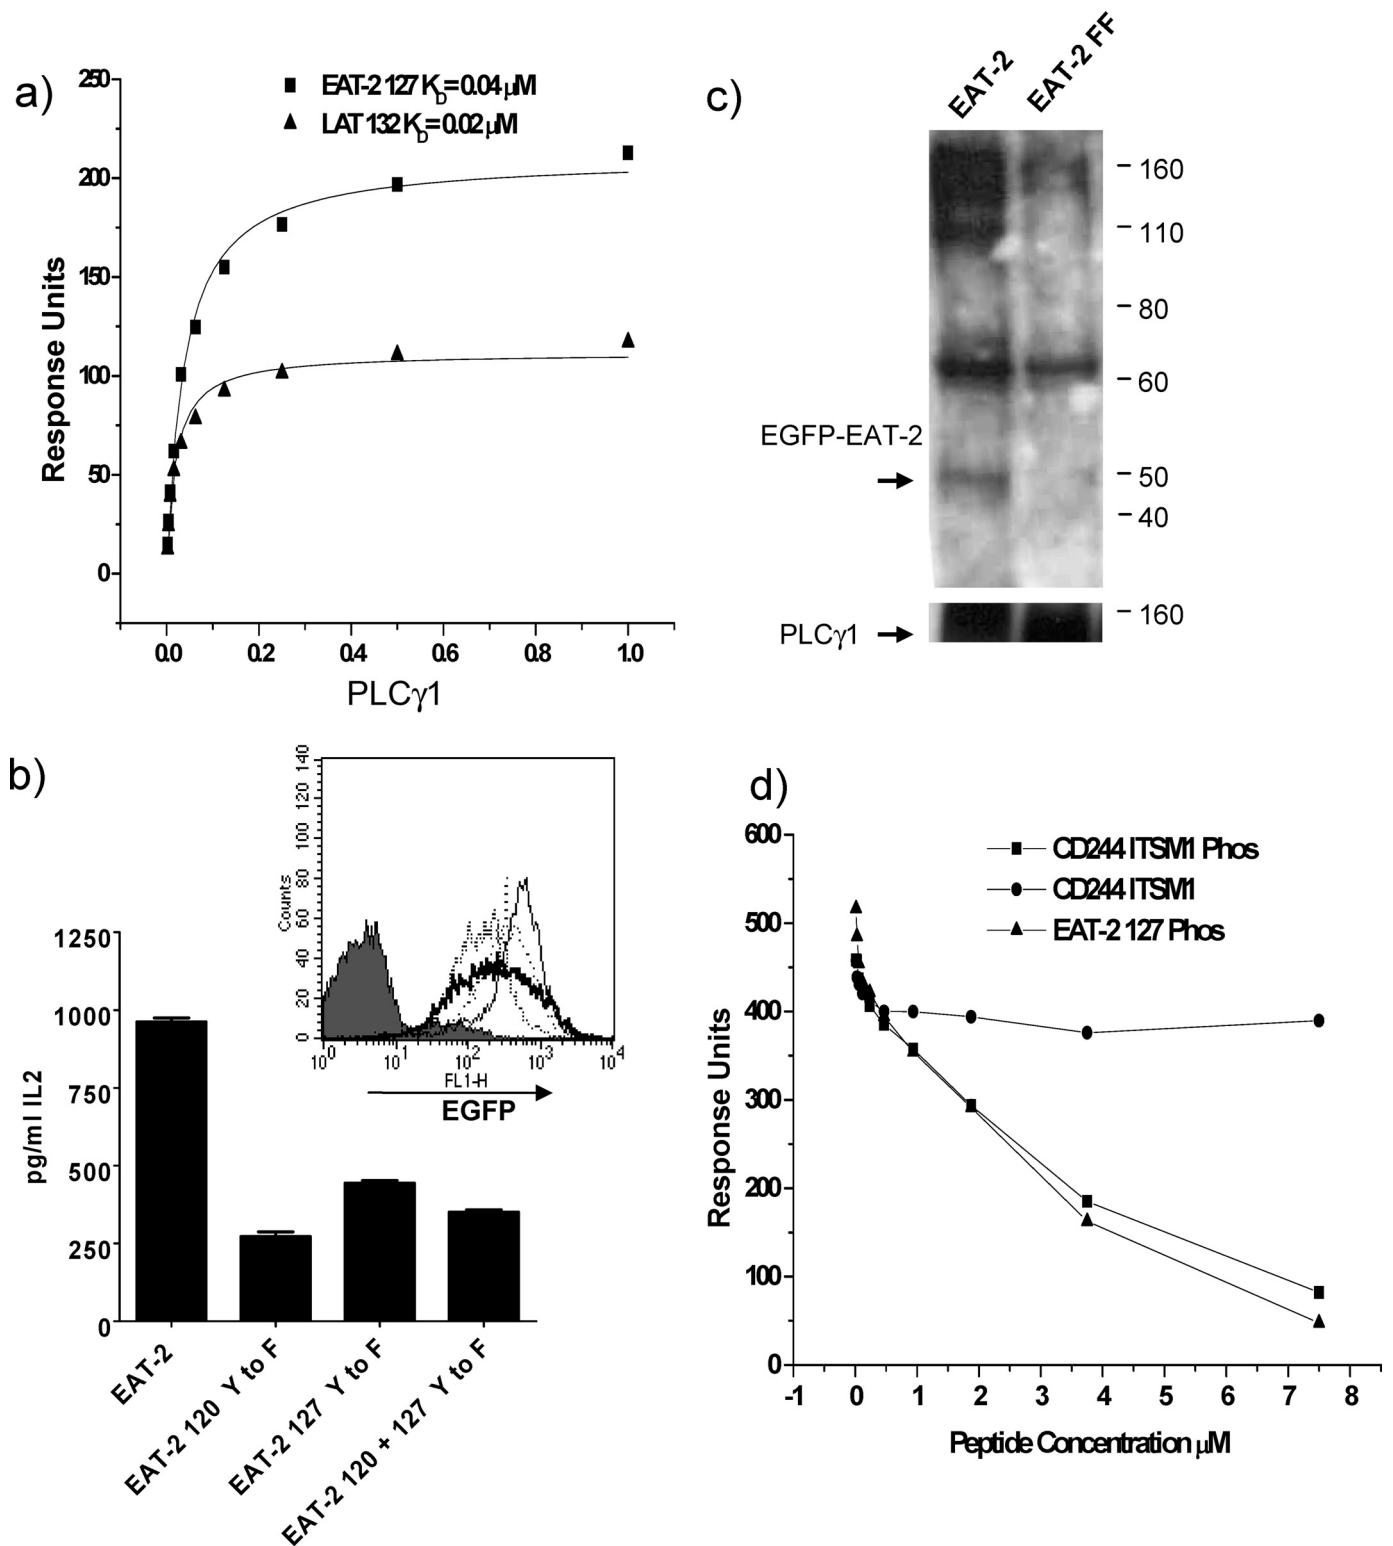 a)
250
200
150
100
50
0
Response Units
EAT-2 127 KD=0.04 µM
LAT 132 KD=0.02 µM
0.0 0.2 0.4 0.6 0.8 1.0
PLCγ1
c)
EAT-2
EAT-2 FF
160
110
80
60
50
40
EGFP-EAT-2
160
PLCγ1
b)
140
120
100
80
60
40
20
0
Counts
10^0 10^1 10^2 10^3 10^4
FL1-H
EGFP
1250
1000
750
500
250
0
pg/ml IL2
EAT-2
EAT-2 120 Y to F
EAT-2 127 Y to F
EAT-2 120 + 127 Y to F
d)
600
500
400
300
200
100
0
Response Units
CD244 ITSM1 Phos
CD244 ITSM1
EAT-2 127 Phos
-1 0 1 2 3 4 5 6 7 8
Peptide Concentration µM